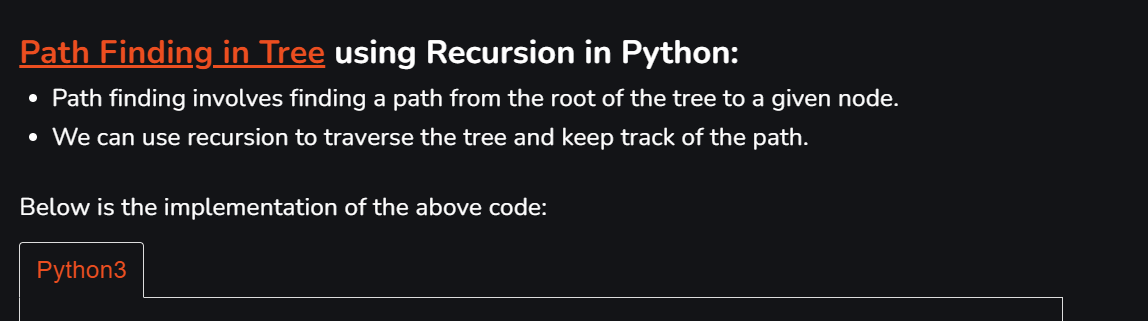 Path Finding in Tree using Recursion in Python:
Path finding involves finding a path from the root of the tree to a given node.
We can use recursion to traverse the tree and keep track of the path.
Below is the implementation of the above code:
Python3